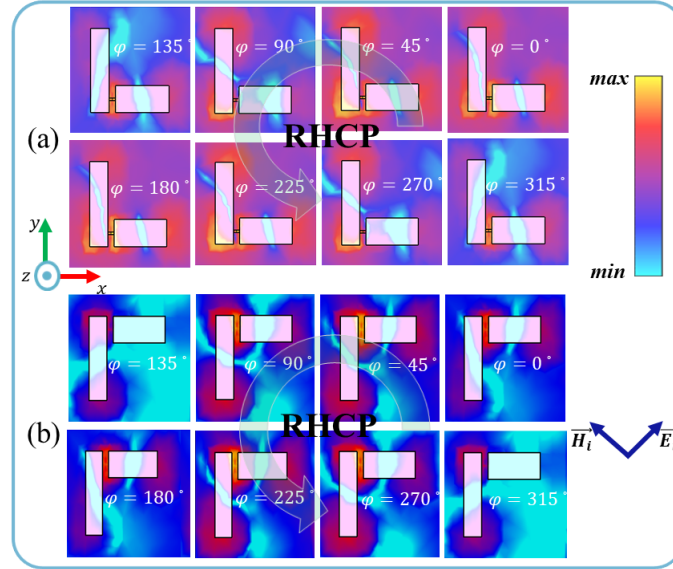 φ = 135° φ = 90° φ = 45° φ = 0°
max
(a) RHCP
φ = 180° φ = 225° φ = 270° φ = 315°
y
z
x
min
φ = 135° φ = 90° φ = 45° φ = 0°
(b) RHCP
H_i E_i
φ = 180° φ = 225° φ = 270° φ = 315°